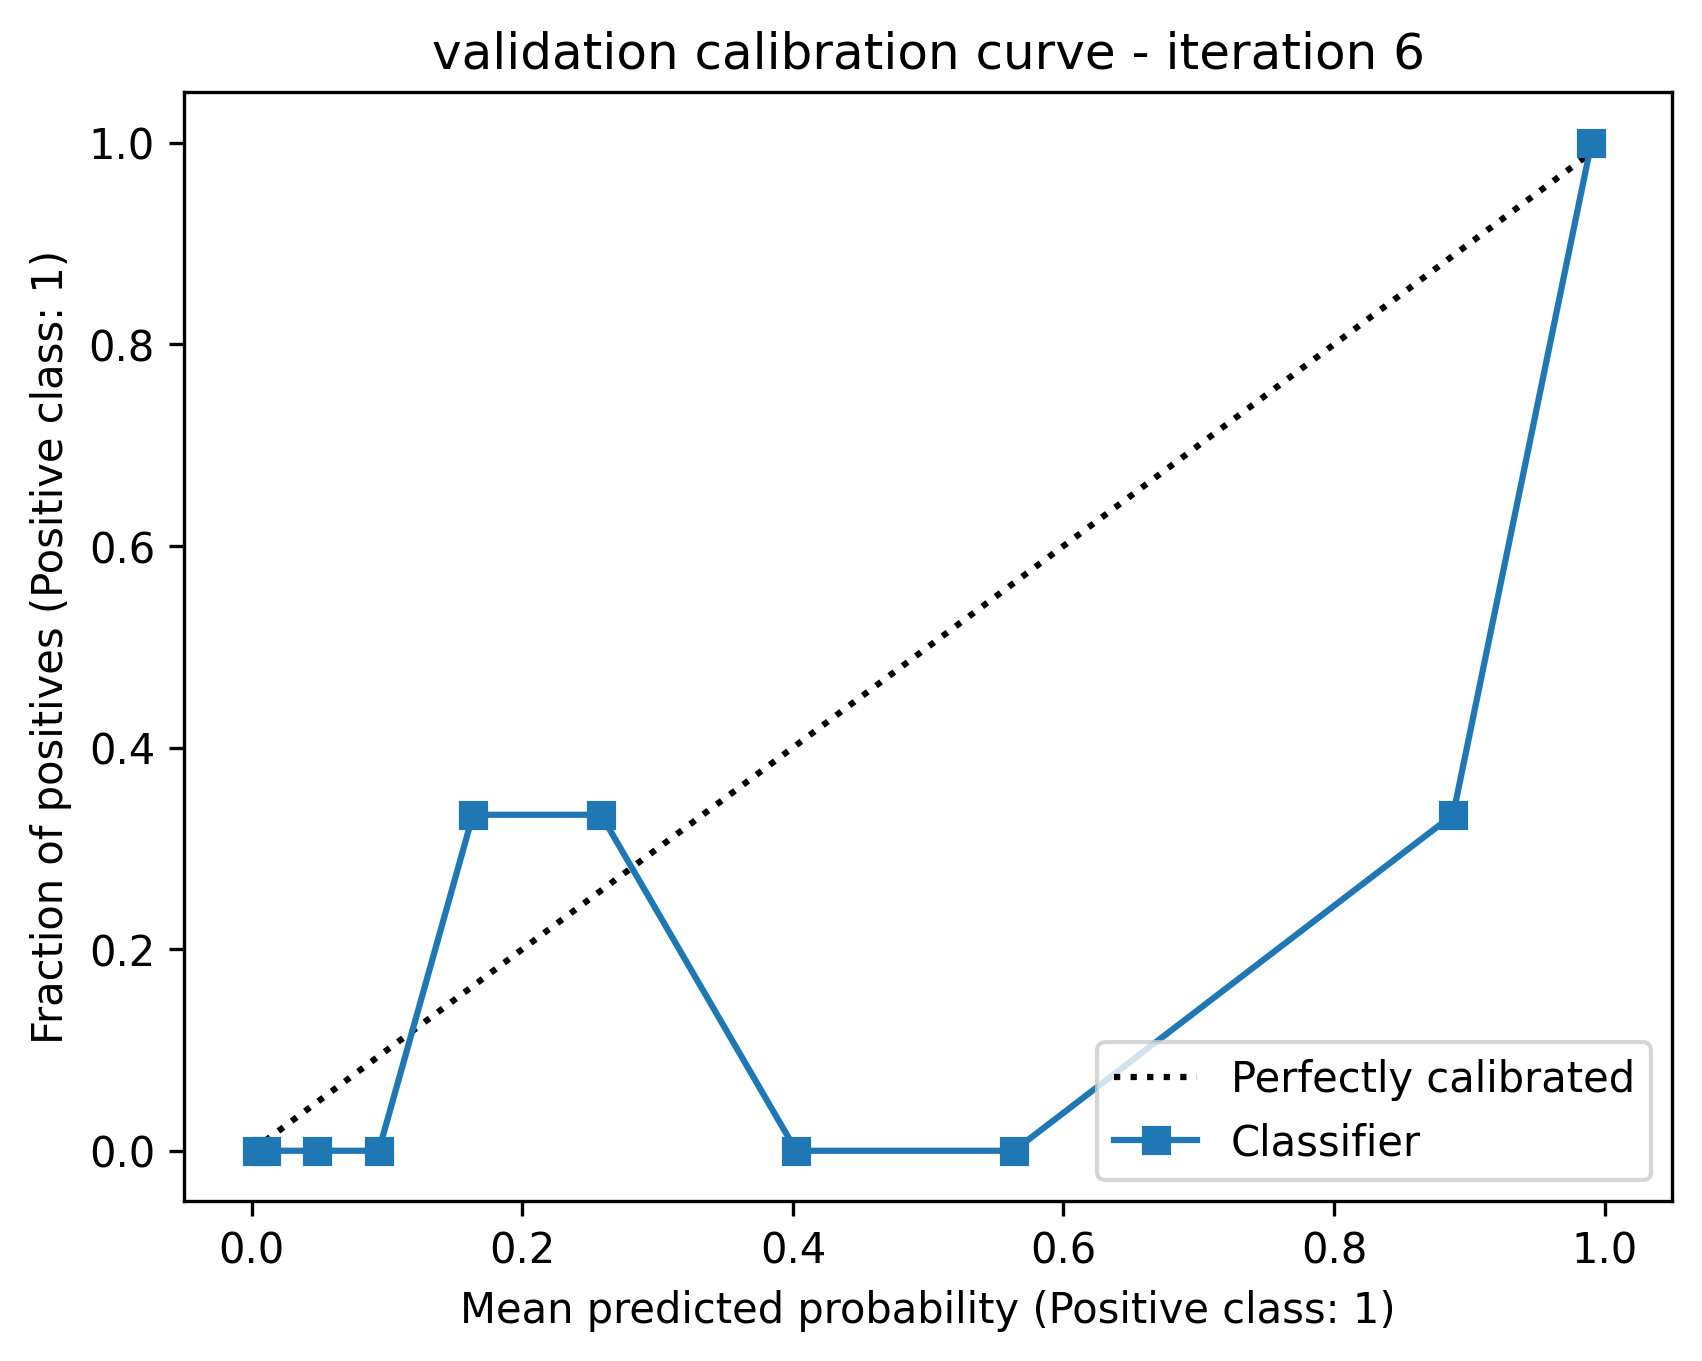 validation calibration curve - iteration 6
1.0
0.8
0.6
0.4
0.2
0.0
Fraction of positives (Positive class: 1)
Perfectly calibrated
Classifier
0.0 0.2 0.4 0.6 0.8 1.0
Mean predicted probability (Positive class: 1)